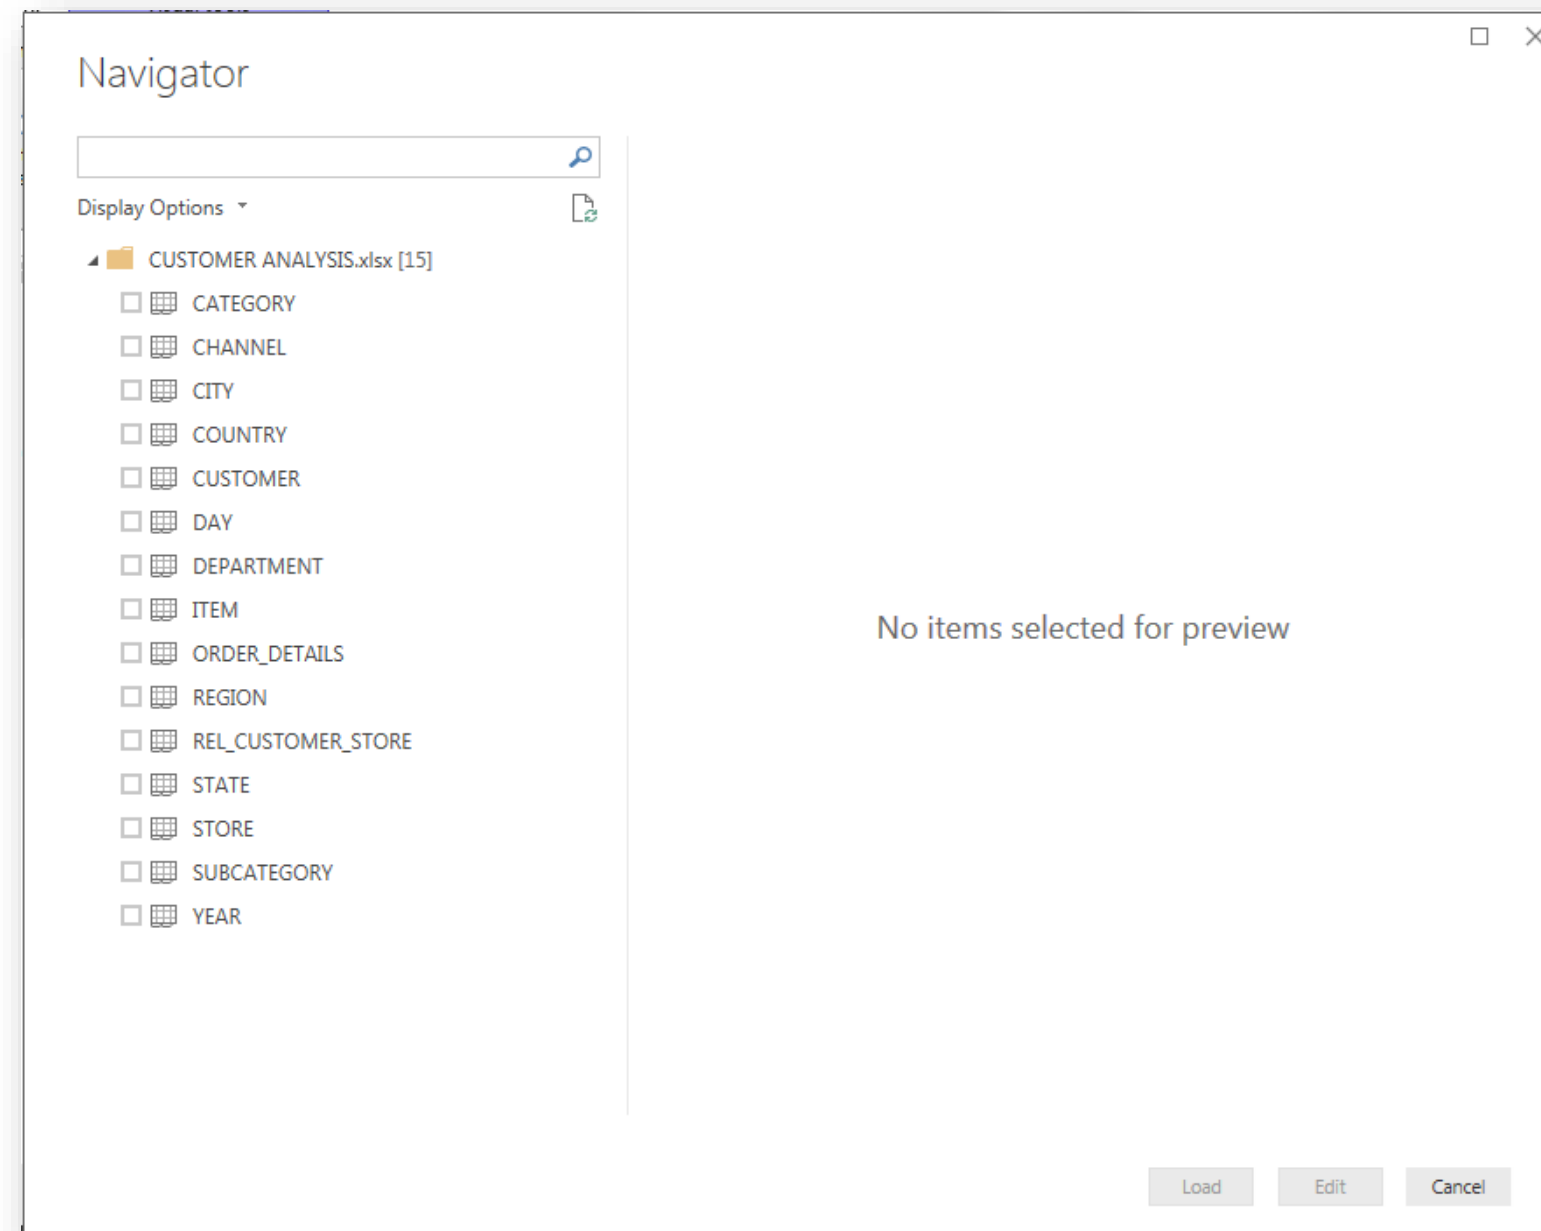 Navigator
Display Options
CUSTOMER ANALYSIS.xlsx [15]
CATEGORY
CHANNEL
CITY
COUNTRY
CUSTOMER
DAY
DEPARTMENT
ITEM
ORDER_DETAILS
REGION
REL_CUSTOMER_STORE
STATE
STORE
SUBCATEGORY
YEAR
No items selected for preview
Load Edit Cancel